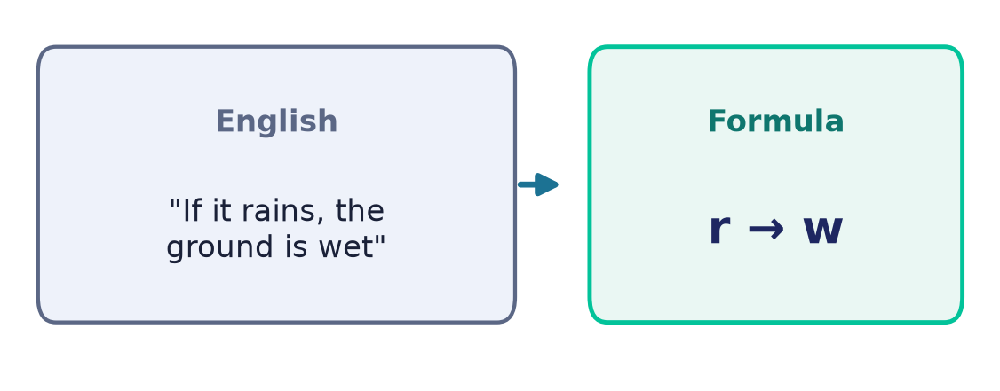 English
"If it rains, the
ground is wet"
Formula
r → w